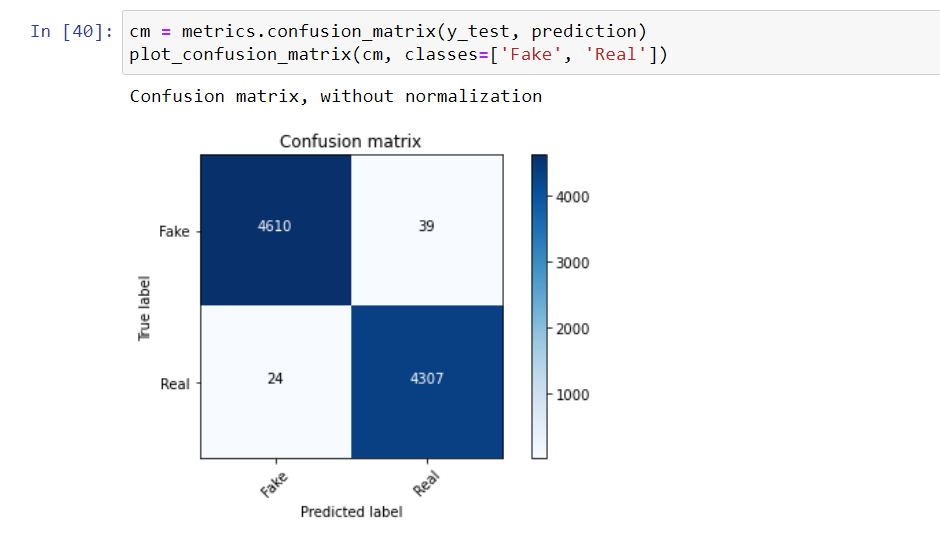 In [40]: cm = metrics.confusion_matrix(y_test, prediction)
plot_confusion_matrix(cm, classes=['Fake', 'Real'])
Confusion matrix, without normalization
Confusion matrix
4000
4610 39
Fake
3000
True label
2000
24 4307
Real
1000
Fake Real
Predicted label